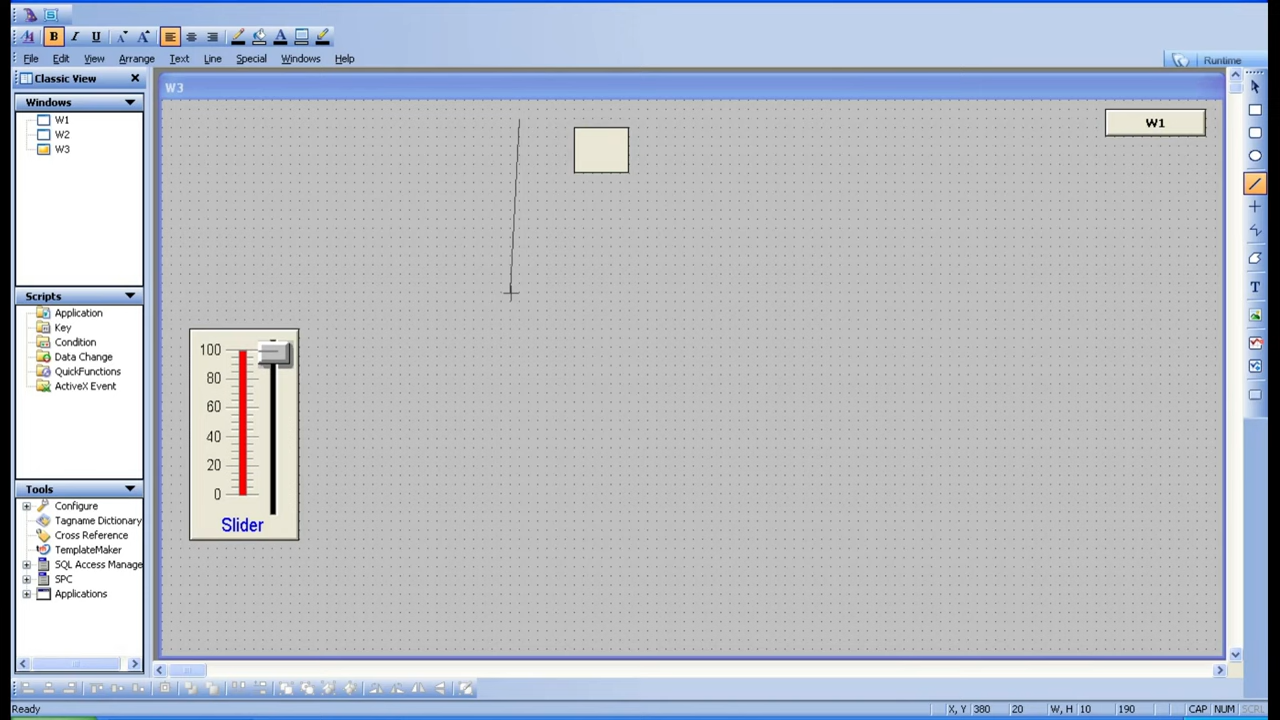 M B I U A A A
File Edit View Arrange Text Line Special Windows Help
Runtime
Classic View
Windows
W1
W2
W3
Scripts
Application
Key
Condition
Data Change
QuickFunctions
ActiveX Event
Tools
Configure
Tagname Dictionary
Cross Reference
TemplateMaker
SQL Access Manage
SPC
Applications
W3
W1
100
80
60
40
20
0
Slider
T
Ready
X, Y 380 20 W, H 10 190 CAP NUM SCRL